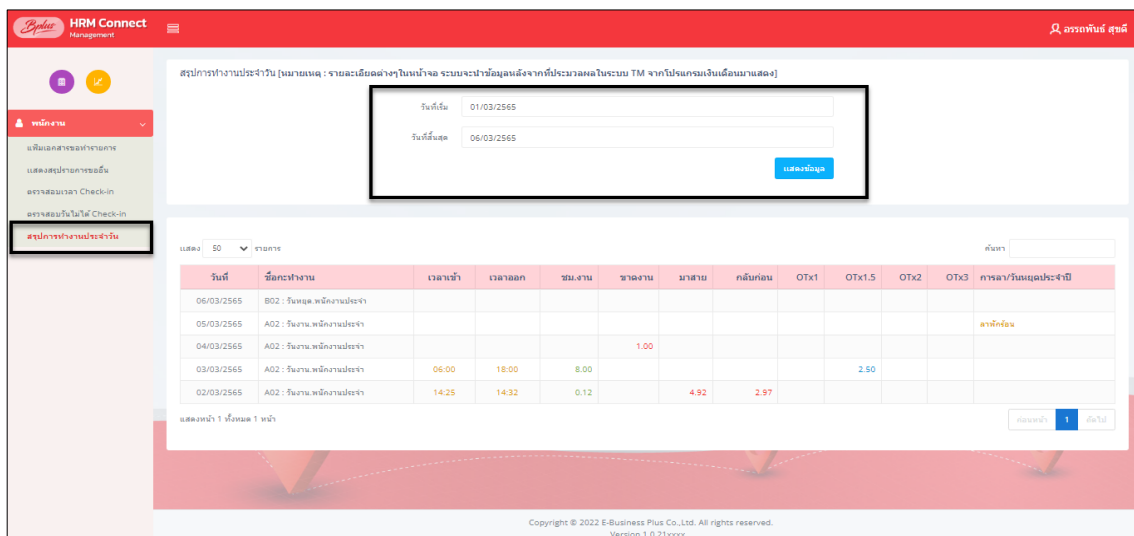 Bplus HRM Connect
Management
อรรถพันธ์ สุขดี
สรุปการทำงานประจำวัน [หมายเหตุ : รายละเอียดต่างๆในหน้าจอ ระบบจะนำข้อมูลหลังจากที่ประมวลผลในระบบ TM จากโปรแกรมเงินเดือนมาแสดง]
วันที่เริ่ม 01/03/2565
วันที่สิ้นสุด 06/03/2565
แสดงข้อมูล
พนักงาน
แฟ้มเอกสารขอทำรายการ
แสดงสรุปรายการขออื่น
ตรวจสอบเวลา Check-in
ตรวจสอบวันไม่ได้ Check-in
สรุปการทำงานประจำวัน
แสดง 50 รายการ
ค้นหา
วันที่ ชื่อกะทำงาน เวลาเข้า เวลาออก ชม.งาน ขาดงาน มาสาย กลับก่อน OTx1 OTx1.5 OTx2 OTx3 การลา/วันหยุดประจำปี
06/03/2565 B02 : วันหยุด.พนักงานประจำ
05/03/2565 A02 : วันงาน.พนักงานประจำ ลาพักร้อน
04/03/2565 A02 : วันงาน.พนักงานประจำ 1.00
03/03/2565 A02 : วันงาน.พนักงานประจำ 06:00 18:00 8.00 2.50
02/03/2565 A02 : วันงาน.พนักงานประจำ 14:25 14:32 0.12 4.92 2.97
แสดงหน้า 1 ทั้งหมด 1 หน้า
ก่อนหน้า 1 ถัดไป
Copyright © 2022 E-Business Plus Co.,Ltd. All rights reserved.
Version 1.0.21xxxx